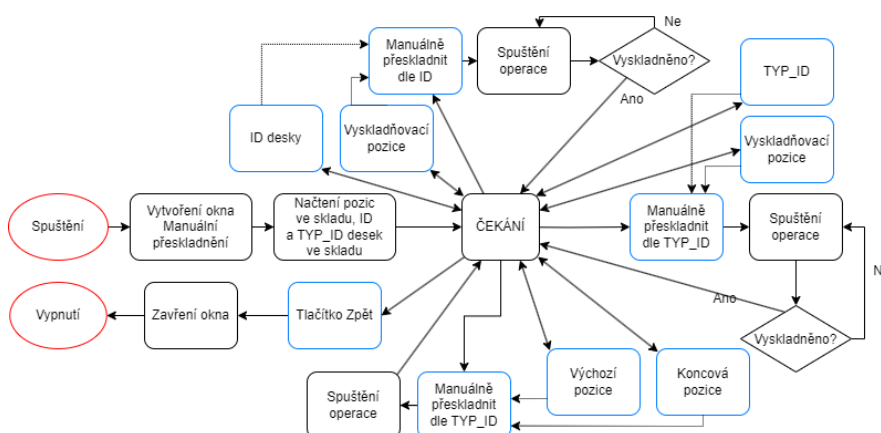 Ne
Manuálně
přeskladnit
dle ID
Spuštění
operace
Vyskladněno?
TYP_ID
Ano
ID desky
Vyskladňovací
pozice
Vyskladňovací
pozice
Spuštění
Vytvoření okna
Manuální
přeskladnění
Načtení pozic
ve skladu, ID
a TYP_ID desek
ve skladu
ČEKÁNÍ
Manuálně
přeskladnit
dle TYP_ID
Spuštění
operace
N
Ano
Vypnutí
Zavření okna
Tlačítko Zpět
Vyskladněno?
Spuštění
operace
Manuálně
přeskladnit
dle TYP_ID
Výchozí
pozice
Koncová
pozice